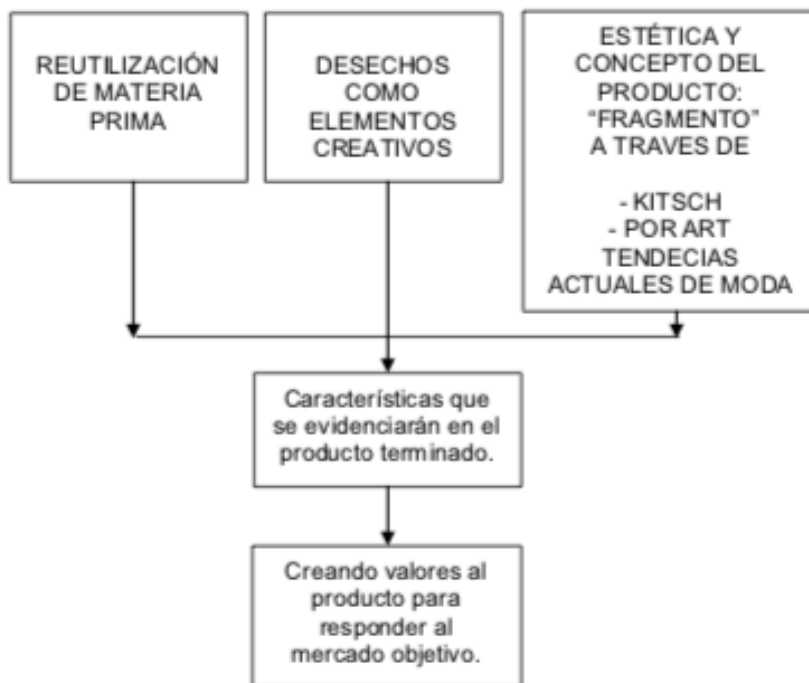 REUTILIZACIÓN
DE MATERIA
PRIMA
DESECHOS
COMO
ELEMENTOS
CREATIVOS
ESTÉTICA Y
CONCEPTO DEL
PRODUCTO:
“FRAGMENTO”
A TRAVES DE
- KITSCH
- POR ART
TENDECIAS
ACTUALES DE MODA
Característícas que
se evidenciarán en el
producto terminado.
Creando valores al
producto para
responder al
mercado objetivo.